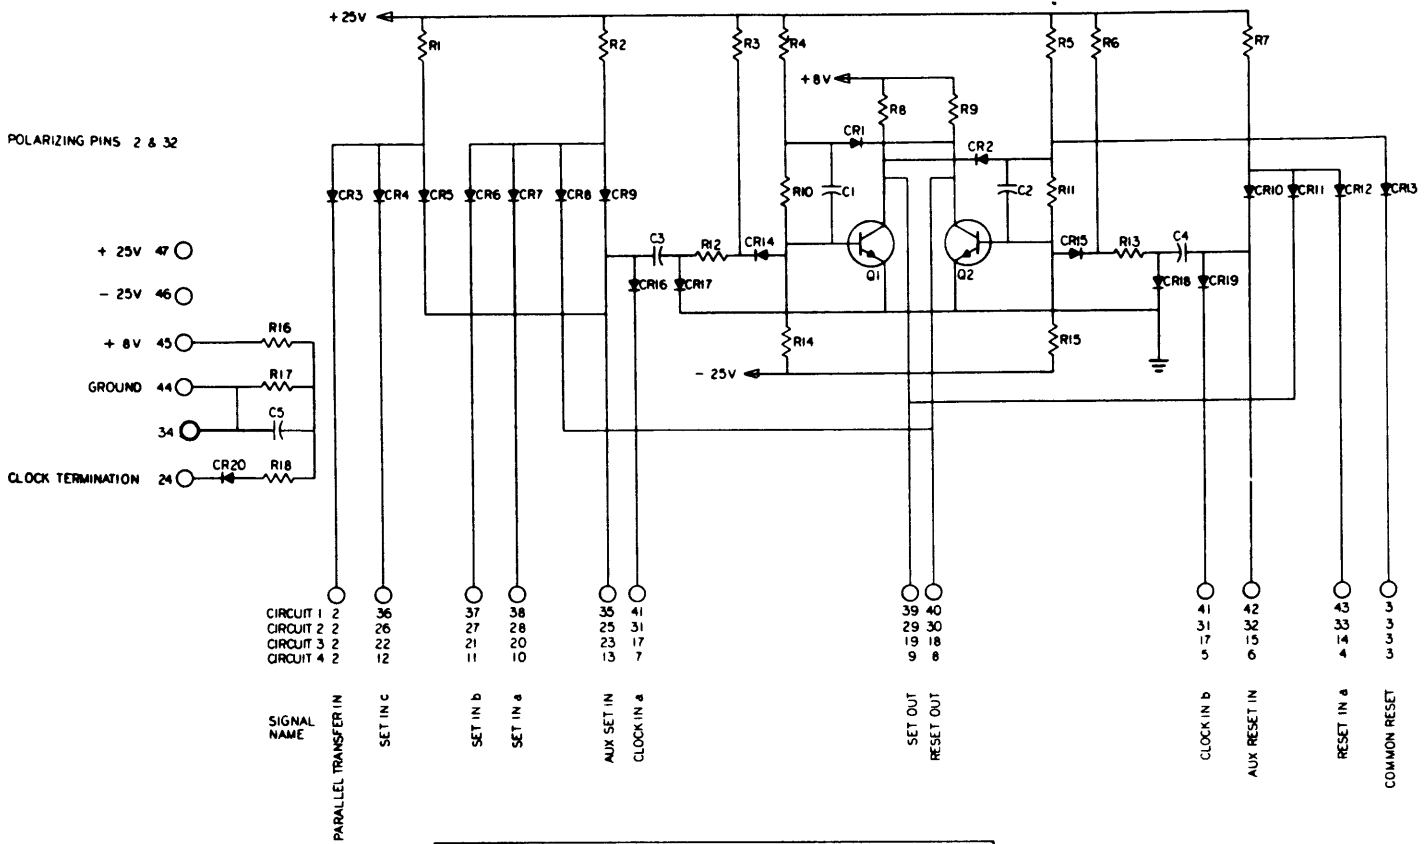 + 25V
R1
R2
R3
R4
R5
R6
R7
+ 8V
R8
R9
POLARIZING PINS 2 & 32
CR1
CR2
CR3
CR4
CR5
CR6
CR7
CR8
CR9
R10
C1
C2
R11
CR10
CR11
CR12
CR13
+ 25V 47
C3
R12
CR14
Q1
Q2
CR15
R13
C4
- 25V 46
CR16
CR17
CR18
CR19
+ 8V 45
R16
R14
R15
- 25V
GROUND 44
R17
34
C5
CLOCK TERMINATION 24
CR20
R18
CIRCUIT 1 2 36 37 38 35 41 39 40 41 42 43 3
CIRCUIT 2 2 26 27 28 25 31 29 30 31 32 33 3
CIRCUIT 3 2 22 21 20 23 17 19 18 17 15 14 3
CIRCUIT 4 2 12 11 10 13 7 9 8 5 6 4 3
SIGNAL
NAME
PARALLEL TRANSFER IN
SET IN c
SET IN b
SET IN a
AUX SET IN
CLOCK IN a
SET OUT
RESET OUT
CLOCK IN b
AUX RESET IN
RESET IN a
COMMON RESET